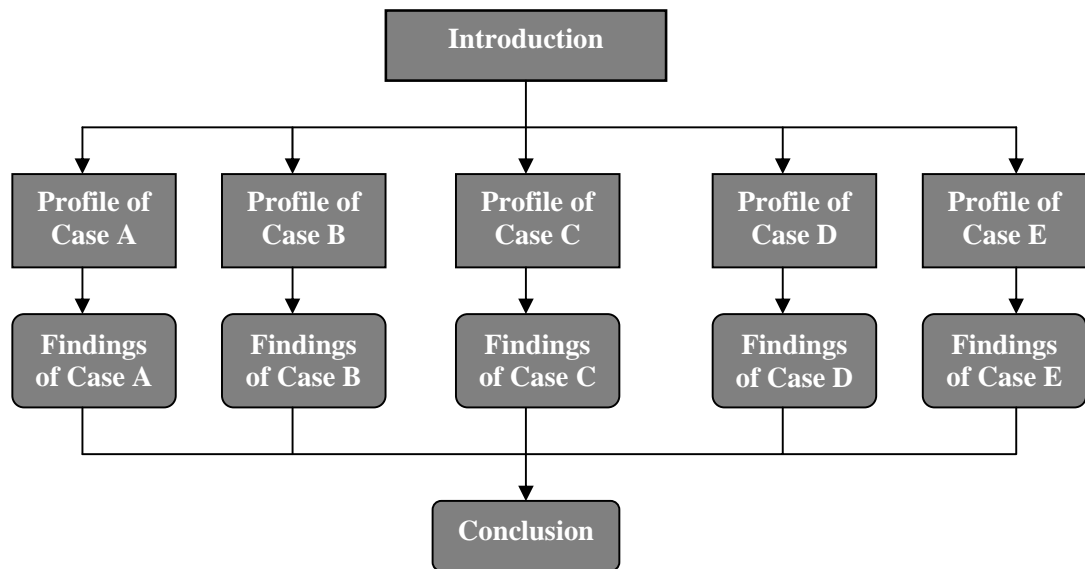 Introduction
Profile of
Case A
Profile of
Case B
Profile of
Case C
Profile of
Case D
Profile of
Case E
Findings
of Case A
Findings
of Case B
Findings
of Case C
Findings
of Case D
Findings
of Case E
Conclusion